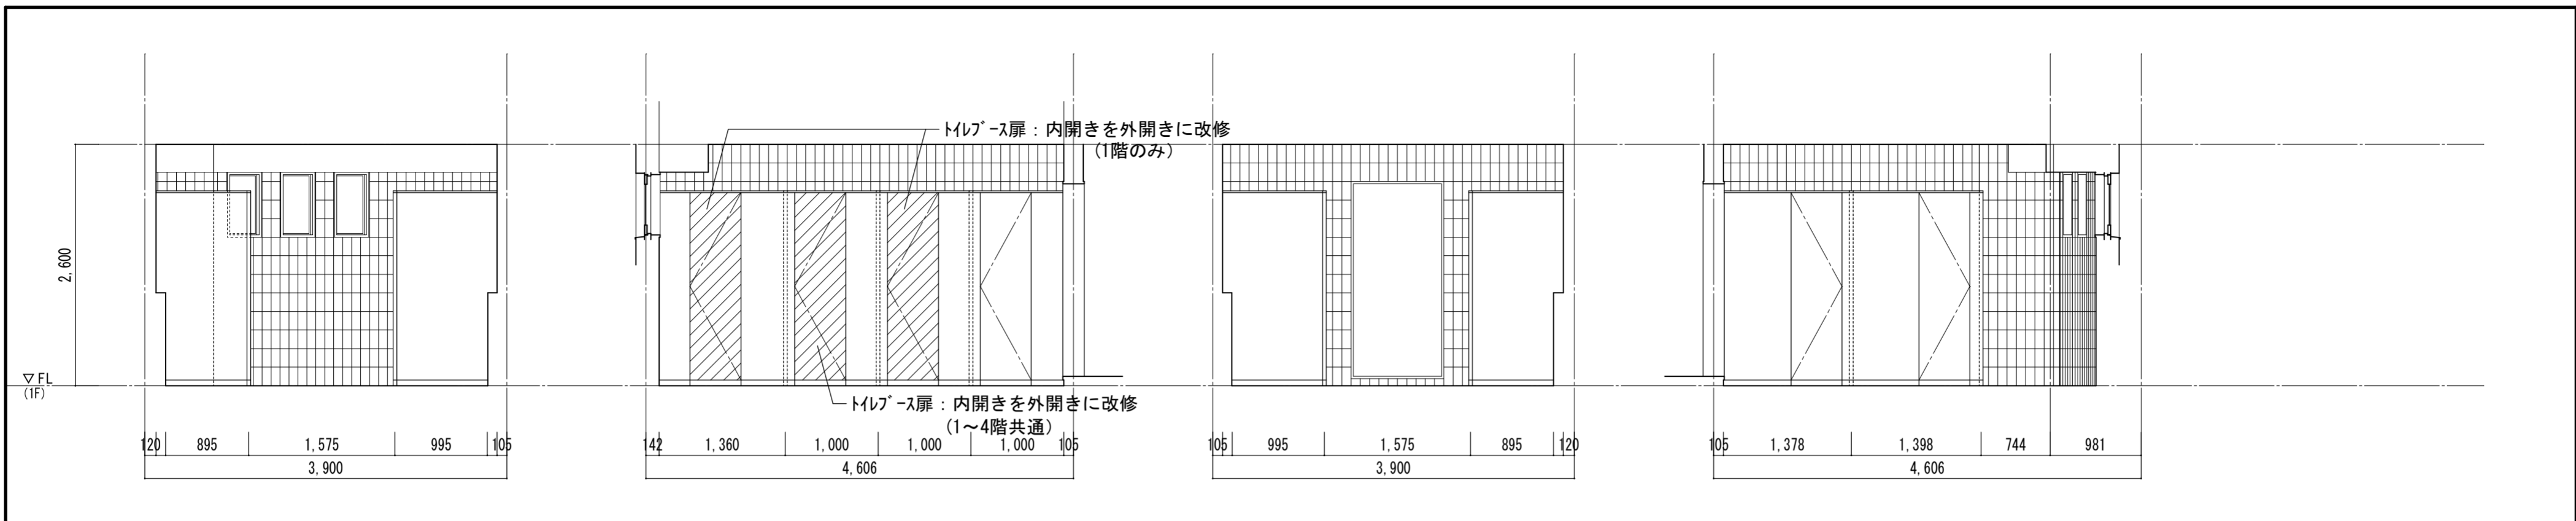 トイレブース扉：内開きを外開きに改修
（1階のみ）
2,600
▽FL
（1F）
トイレブース扉：内開きを外開きに改修
（1～4階共通）
120 895 1,575 995 105
3,900
142 1,360 1,000 1,000 1,000 105
4,606
105 995 1,575 895 120
3,900
105 1,378 1,398 744 981
4,606